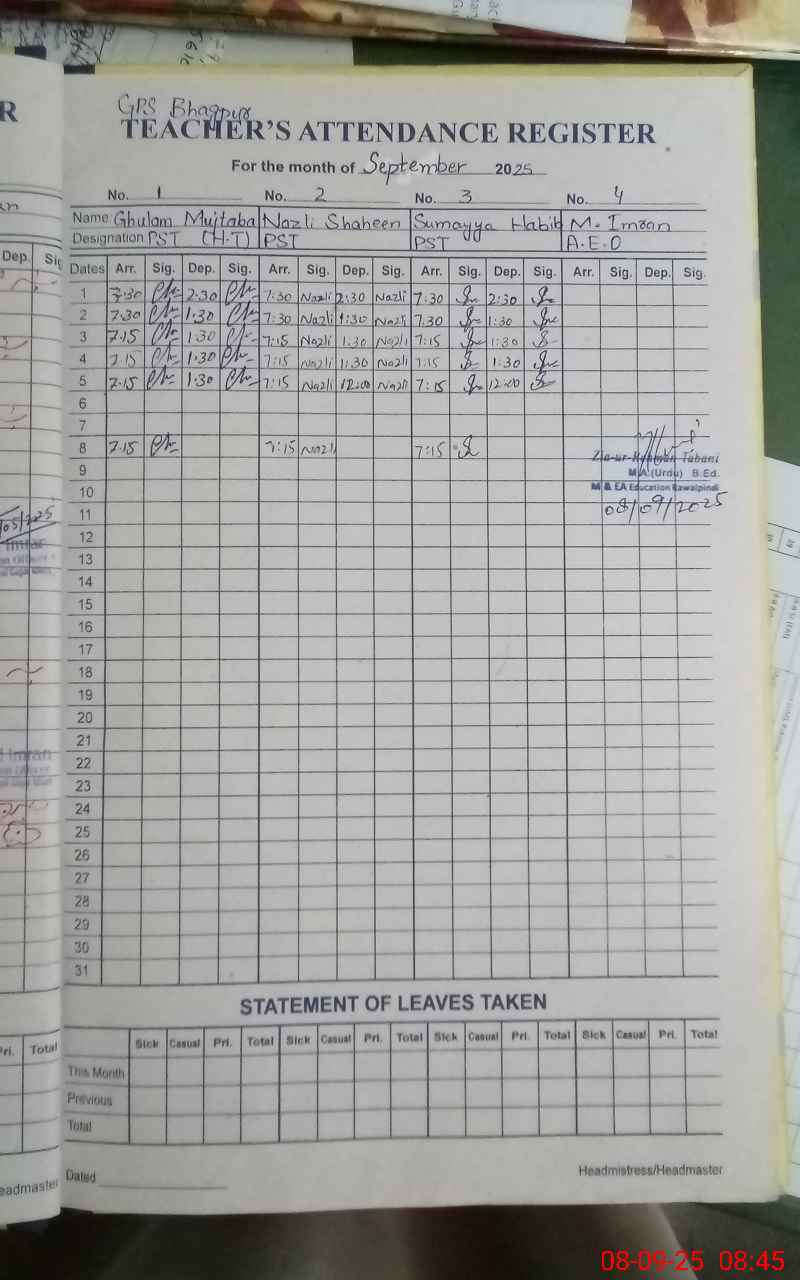 GPS Bhagpur
TEACHER'S ATTENDANCE REGISTER
For the month of September 2025
No. 1 No. 2 No. 3 No. 4
Name Ghulam Mujtaba Nazli Shaheen Sumayya Habib M. Imran
Designation PST (H.T) PST PST A.E.O
Dates Arr. Sig. Dep. Sig. Arr. Sig. Dep. Sig. Arr. Sig. Dep. Sig. Arr. Sig. Dep. Sig.
1 7:30 2:30 7:30 Nazli 2:30 Nazli 7:30 2:30
2 7:30 1:30 7:30 Nazli 1:30 Nazli 7:30 1:30
3 7:15 1:30 7:15 Nazli 1:30 Nazli 7:15 1:30
4 7:15 1:30 7:15 Nazli 1:30 Nazli 7:15 1:30
5 7:15 1:30 7:15 Nazli 12:00 Nazli 7:15 12:00
6
7
8 7:15 7:15 Nazli 7:15
Tabani
9 M.A (Urdu) B.Ed.
10 M & EA Education Rawalpindi
11 08/09/2025
12
13
14
15
16
17
18
19
20
21
22
23
24
25
26
27
28
29
30
31
STATEMENT OF LEAVES TAKEN
Sick Casual Pri. Total Sick Casual Pri. Total Sick Casual Pri. Total Sick Casual Pri. Total
This Month
Previous
Total
Dated
Headmistress/Headmaster
R
Dep. Sig
Imran
Pri. Total
eadmaster
08-09-25 08:45